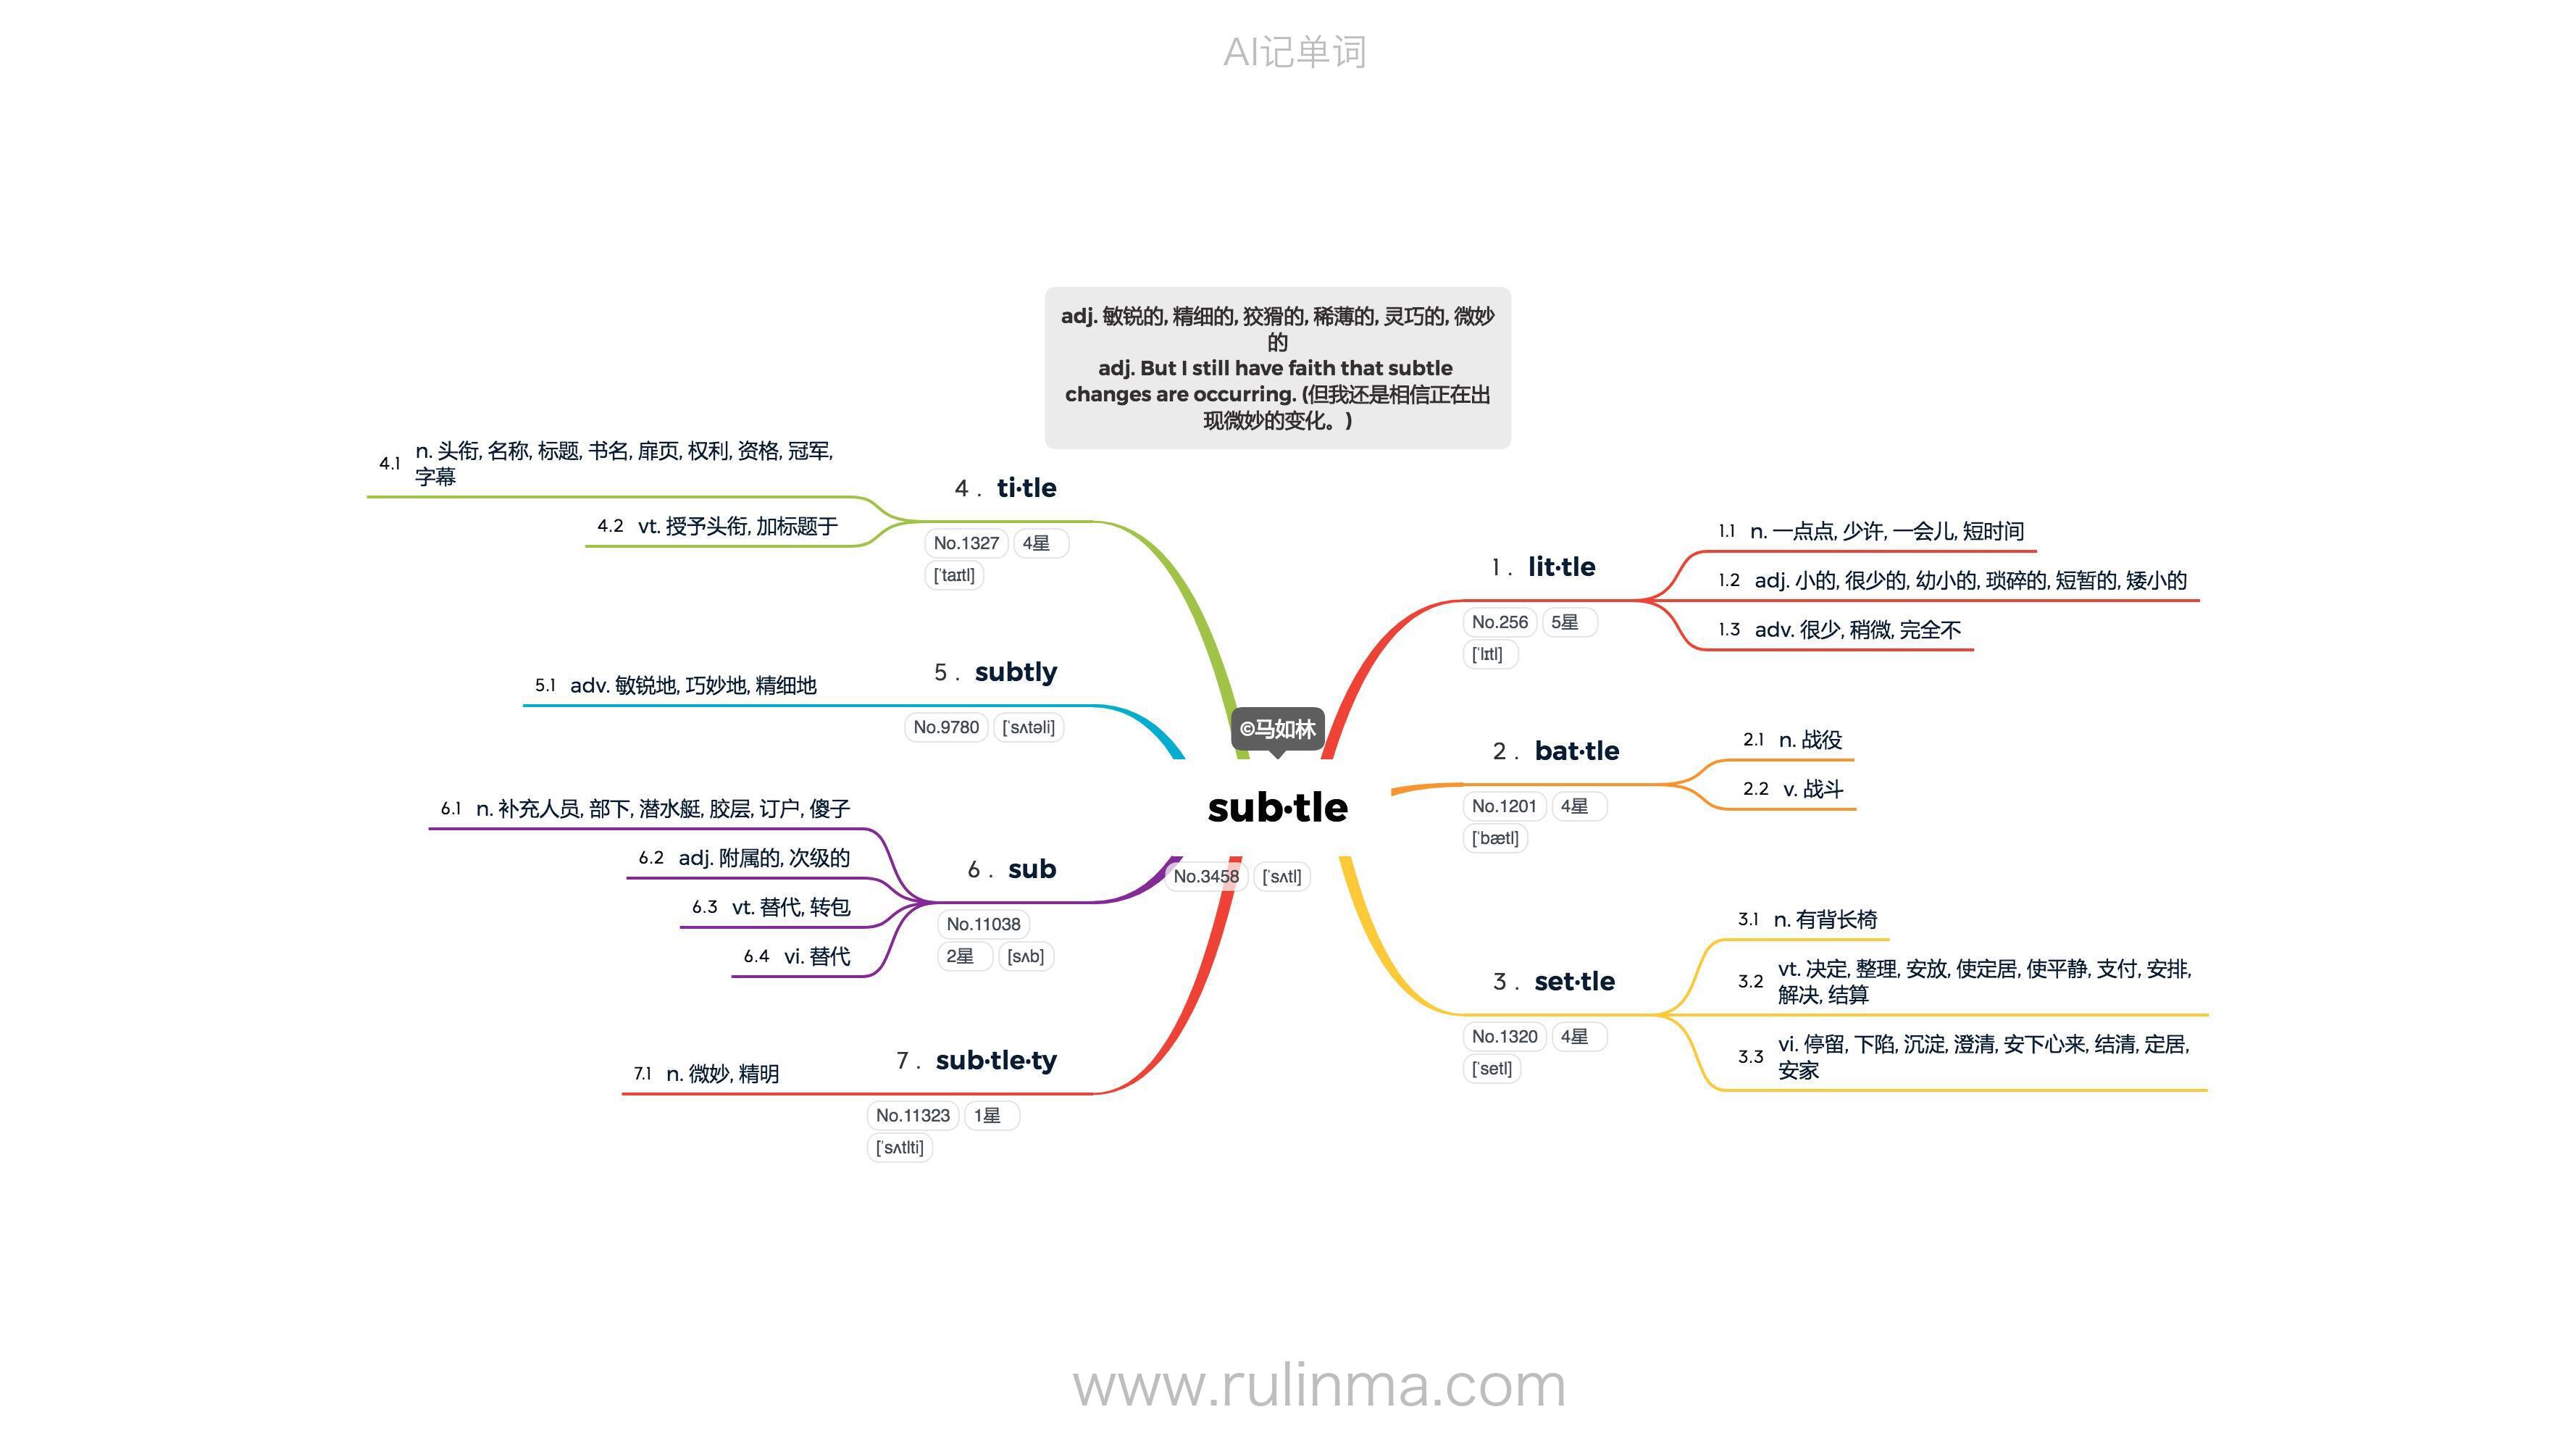 AI记单词
adj. 敏锐的, 精细的, 狡猾的, 稀薄的, 灵巧的, 微妙
的
adj. But I still have faith that subtle
changes are occurring. (但我还是相信正在出
现微妙的变化。)
©马如林
sub·tle
No.3458 [ˈsʌtl]
1 . lit·tle
No.256 5星
[ˈlɪtl]
1.1 n. 一点点, 少许, 一会儿, 短时间
1.2 adj. 小的, 很少的, 幼小的, 琐碎的, 短暂的, 矮小的
1.3 adv. 很少, 稍微, 完全不
2 . bat·tle
No.1201 4星
[ˈbætl]
2.1 n. 战役
2.2 v. 战斗
3 . set·tle
No.1320 4星
[ˈsetl]
3.1 n. 有背长椅
3.2 vt. 决定, 整理, 安放, 使定居, 使平静, 支付, 安排,
解决, 结算
3.3 vi. 停留, 下陷, 沉淀, 澄清, 安下心来, 结清, 定居,
安家
4 . ti·tle
No.1327 4星
[ˈtaɪtl]
4.1 n. 头衔, 名称, 标题, 书名, 扉页, 权利, 资格, 冠军,
字幕
4.2 vt. 授予头衔, 加标题于
5 . subtly
No.9780 [ˈsʌtəli]
5.1 adv. 敏锐地, 巧妙地, 精细地
6 . sub
No.11038
2星 [sʌb]
6.1 n. 补充人员, 部下, 潜水艇, 胶层, 订户, 傻子
6.2 adj. 附属的, 次级的
6.3 vt. 替代, 转包
6.4 vi. 替代
7 . sub·tle·ty
No.11323 1星
[ˈsʌtlti]
7.1 n. 微妙, 精明
www.rulinma.com